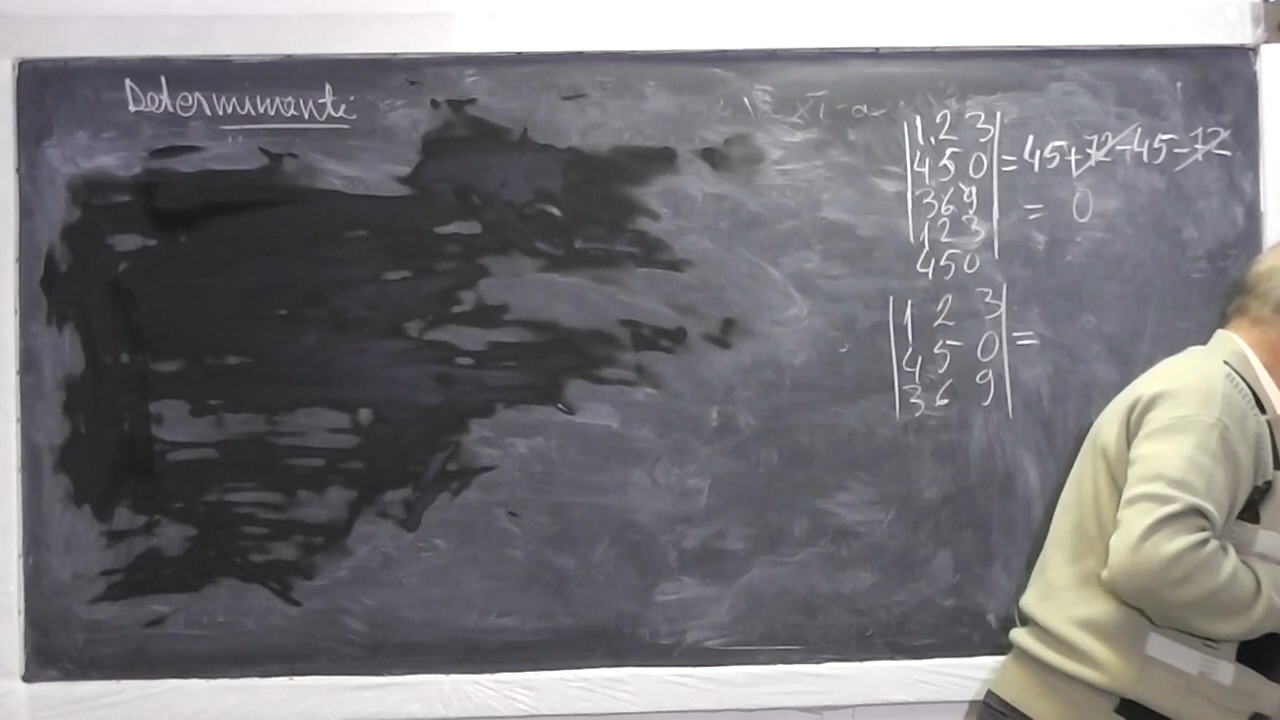 Determinanti
XI-a
|1 2 3|
|4 5 0| = 45+72-45-72
|3 6 9| = 0
1 2 3
4 5 0
|1 2 3|
|4 5 0| =
|3 6 9|